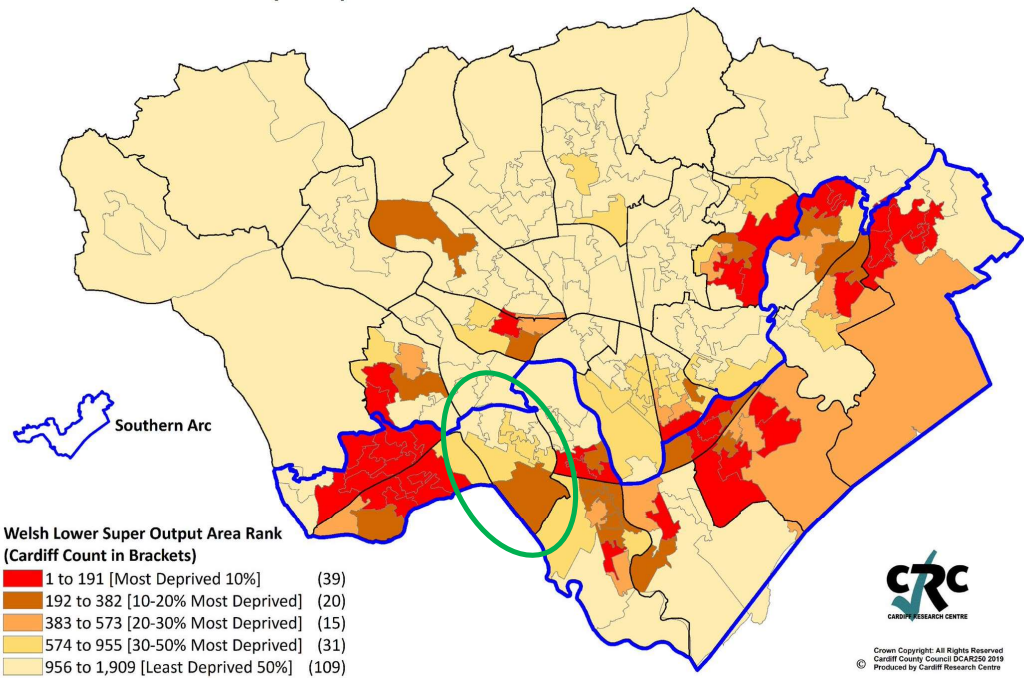 Southern Arc
Welsh Lower Super Output Area Rank
(Cardiff Count in Brackets)
1 to 191 [Most Deprived 10%] (39)
192 to 382 [10-20% Most Deprived] (20)
383 to 573 [20-30% Most Deprived] (15)
574 to 955 [30-50% Most Deprived] (31)
956 to 1,909 [Least Deprived 50%] (109)
CRC
CARDIFF RESEARCH CENTRE
Crown Copyright: All Rights Reserved
© Cardiff County Council DCAR250 2019
Produced by Cardiff Research Centre